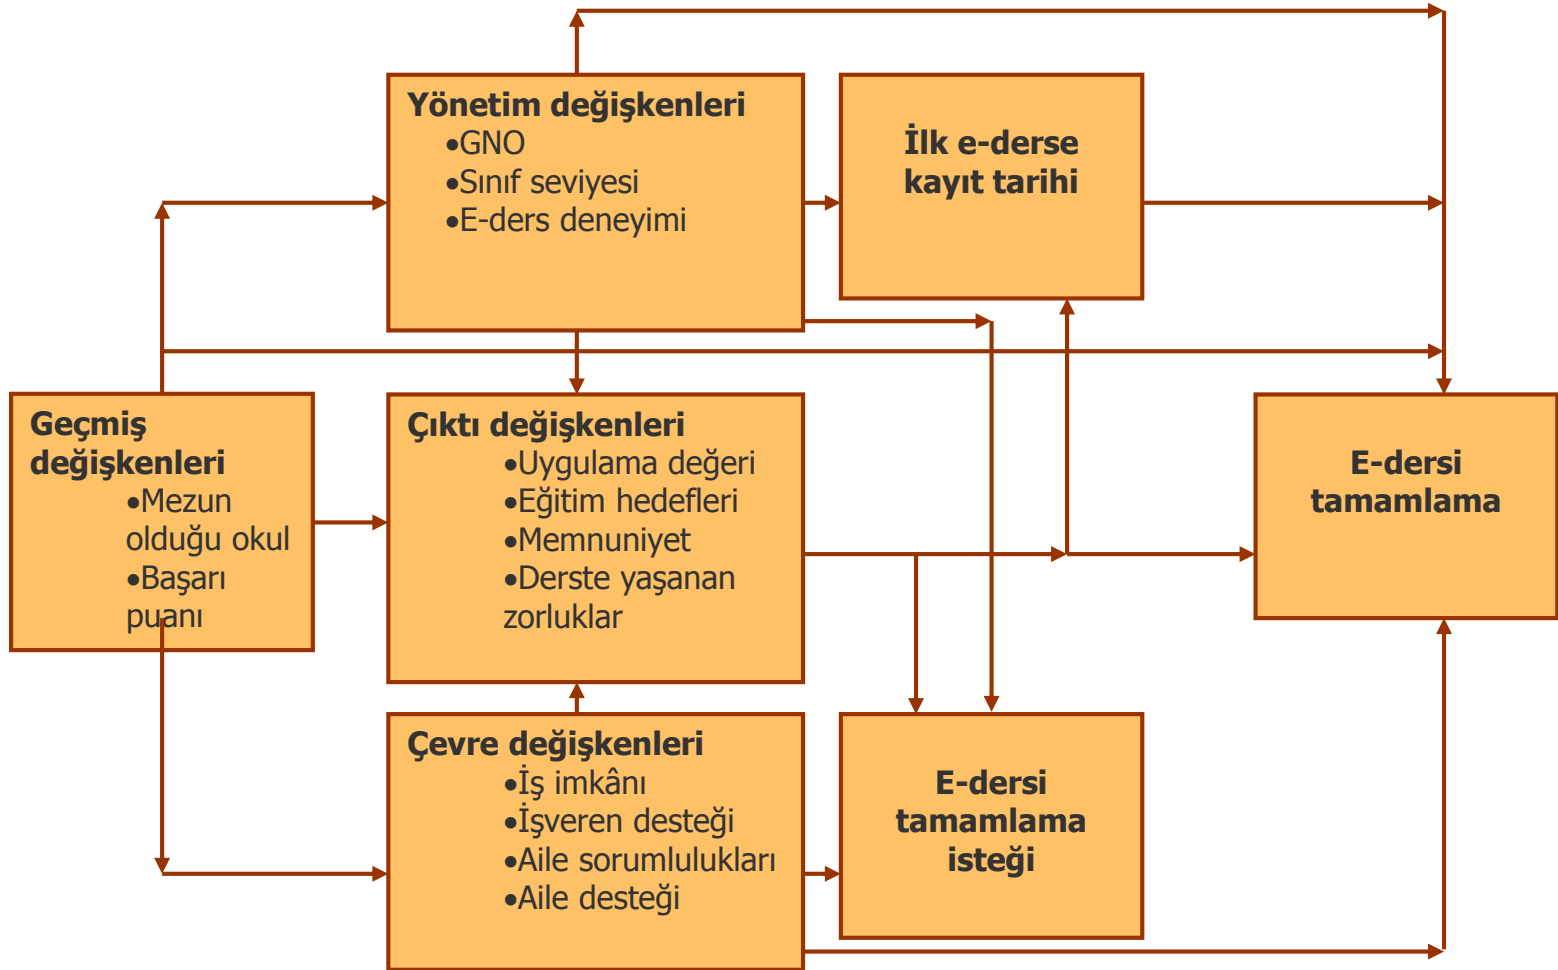 Yönetim değişkenleri
•GNO
•Sınıf seviyesi
•E-ders deneyimi
İlk e-derse
kayıt tarihi
Geçmiş
değişkenleri
•Mezun
olduğu okul
•Başarı
puanı
Çıktı değişkenleri
•Uygulama değeri
•Eğitim hedefleri
•Memnuniyet
•Derste yaşanan
zorluklar
E-dersi
tamamlama
Çevre değişkenleri
•İş imkânı
•İşveren desteği
•Aile sorumlulukları
•Aile desteği
E-dersi
tamamlama
isteği